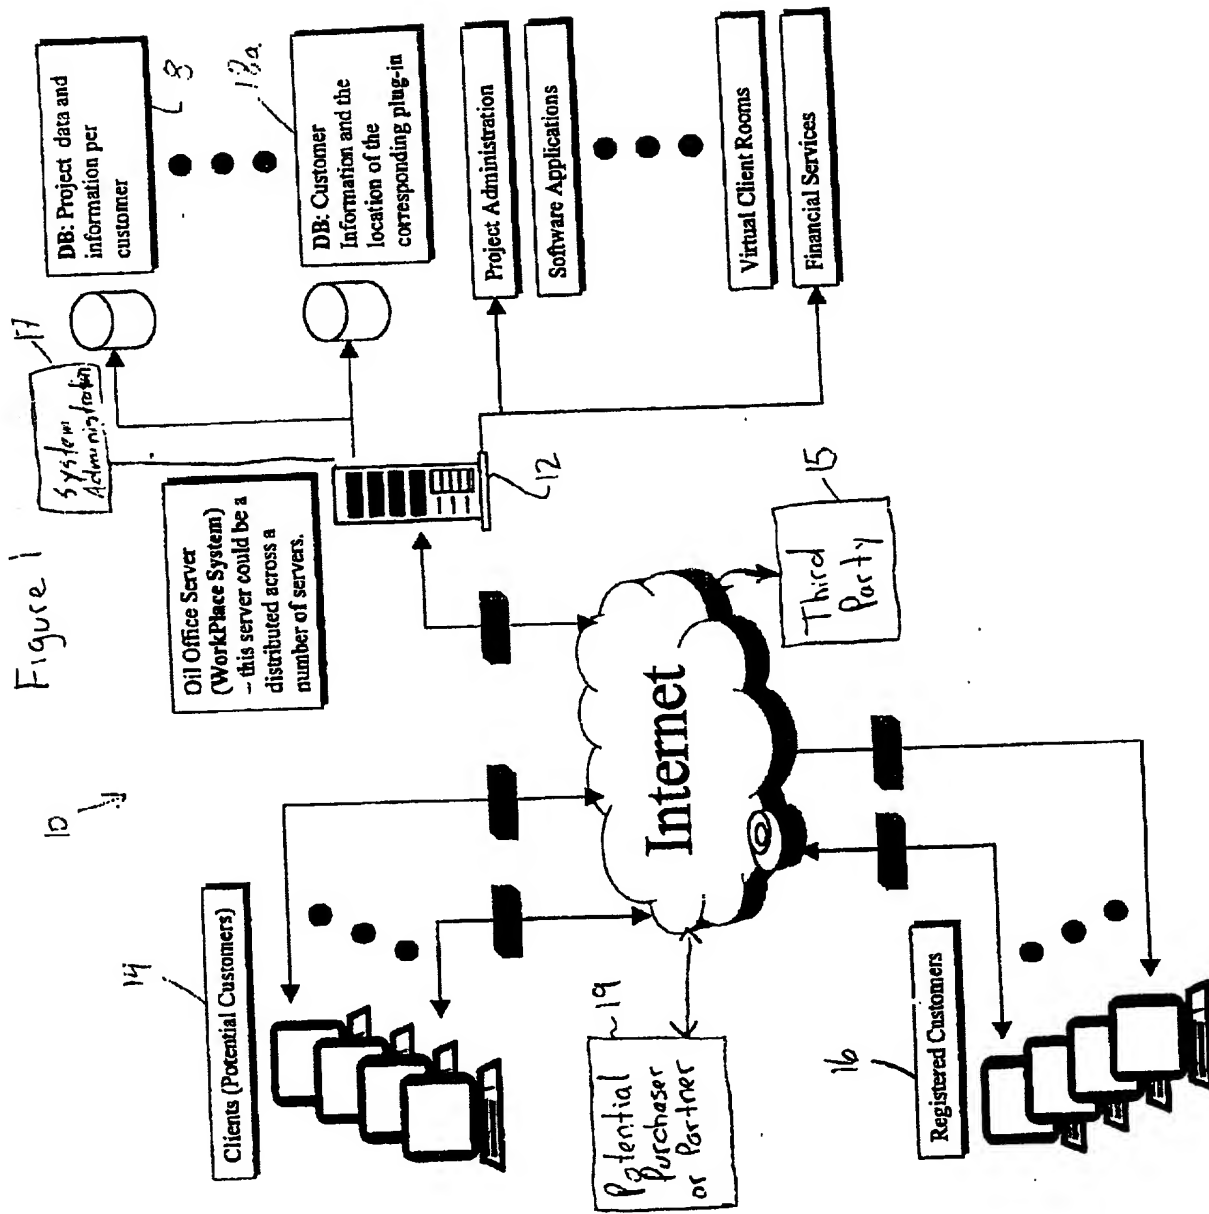 Figure 1
10
14
Clients (Potential Customers)
Oil Office Server
(WorkPlace System)
– this server could be a
distributed across a
number of servers.
System
Administration
17
DB: Project data and
information per
customer
8
DB: Customer
Information and the
location of the
corresponding plug-in
18a
12
Project Administration
Software Applications
Virtual Client Rooms
Financial Services
Internet
Third
Party
15
Potential
Purchaser
or Partner
19
16
Registered Customers